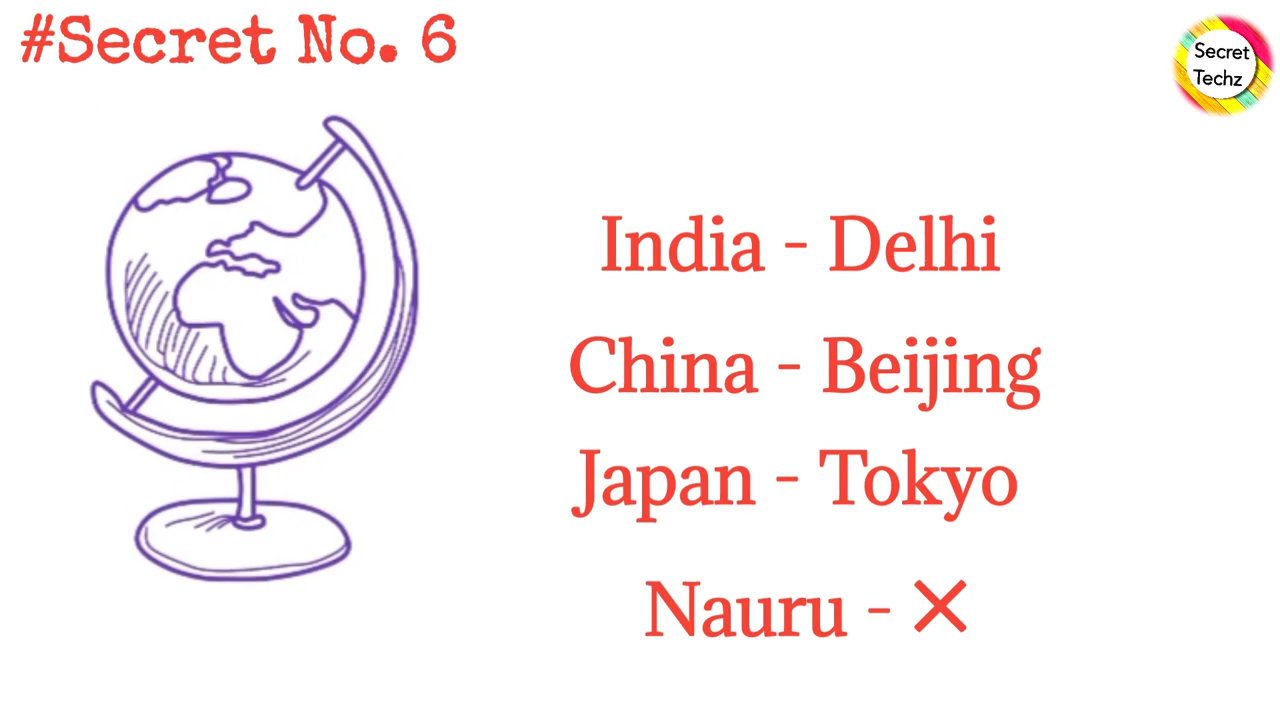 #Secret No. 6
Secret
Techz
India - Delhi
China - Beijing
Japan - Tokyo
Nauru - ×